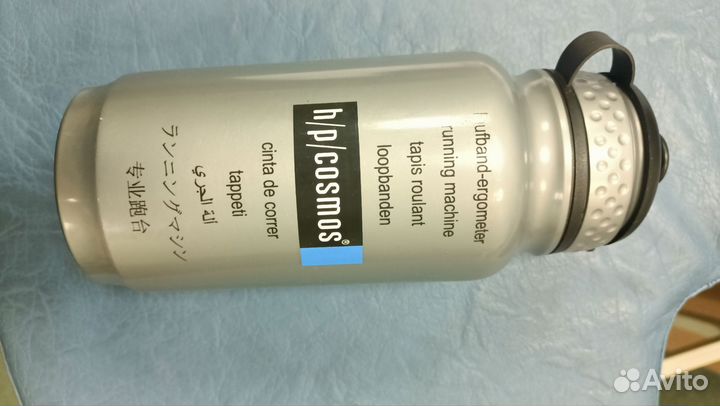 ufband-ergometer
running machine
tapis roulant
loopbanden
h/p/cosmos®
cinta de correr
tappeti
آلة الجري
ランニングマシン
专业跑台
Avito